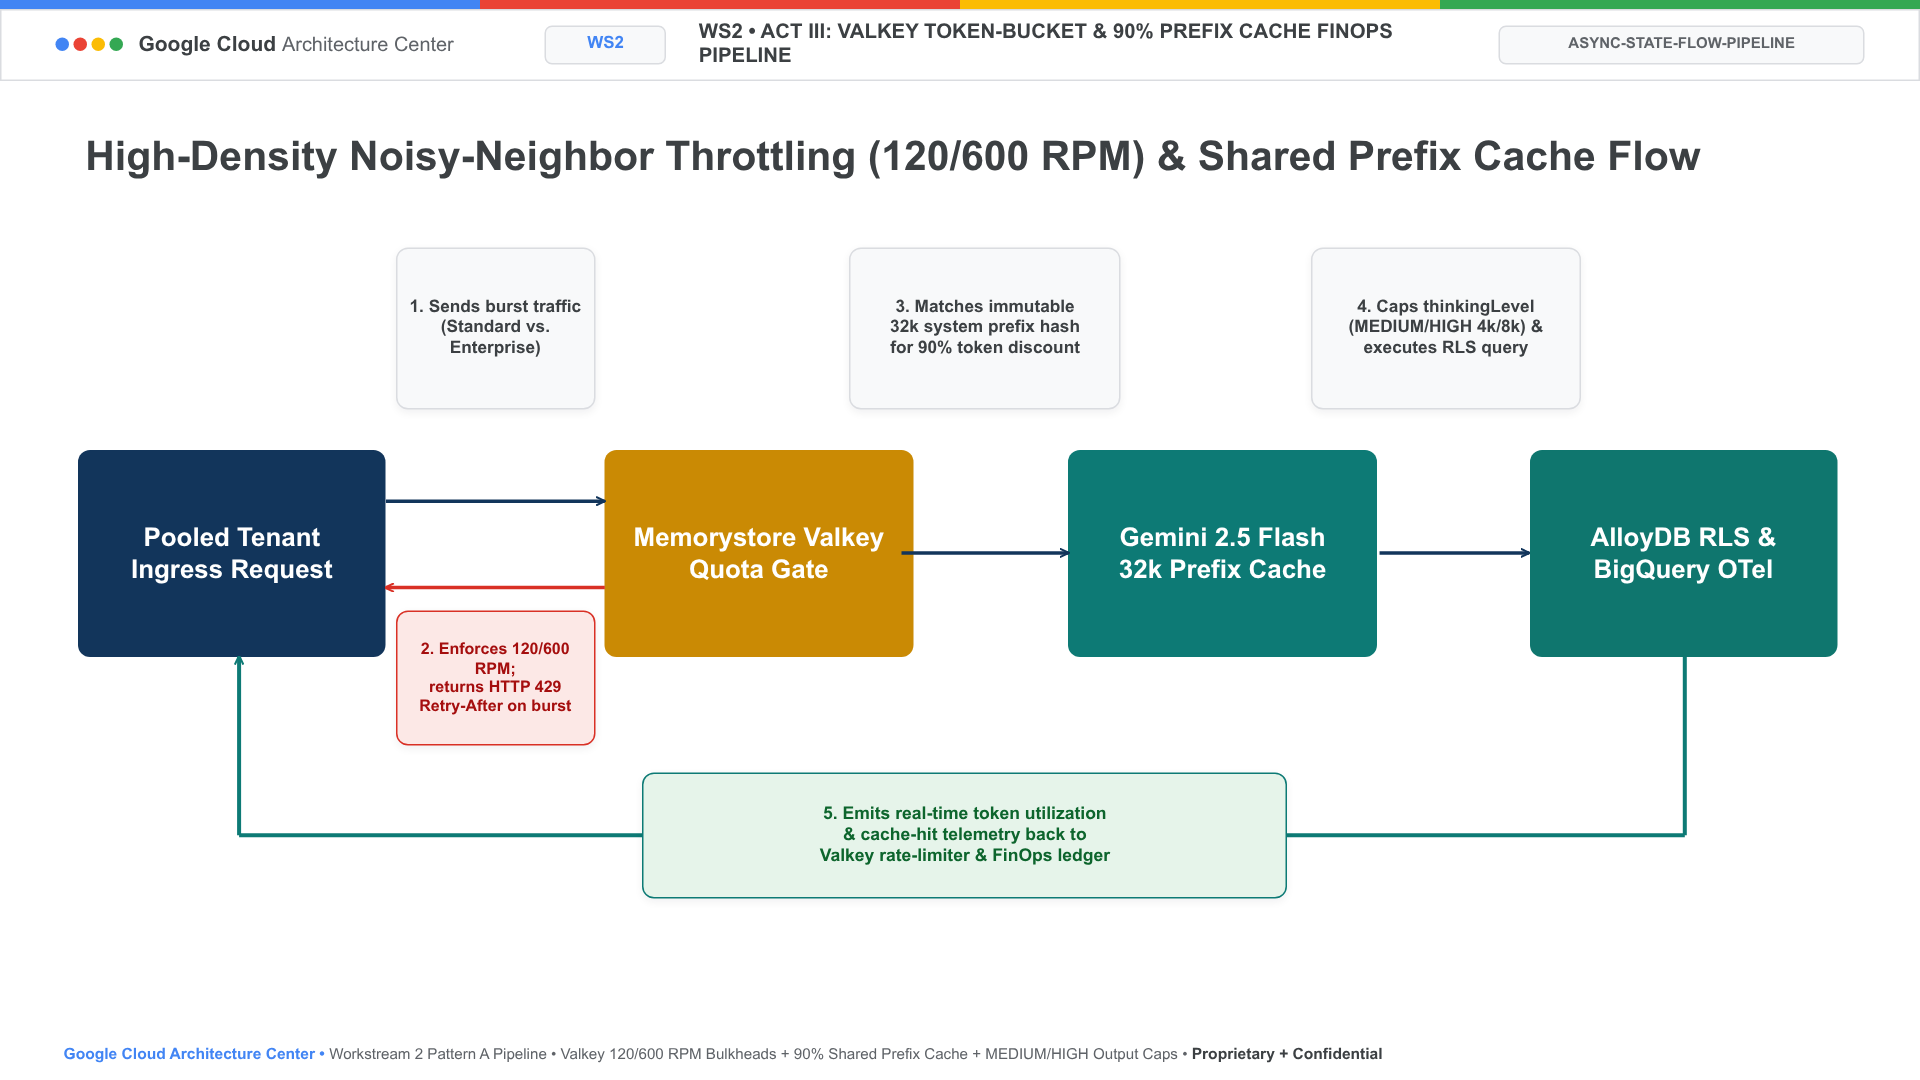 Google Cloud Architecture Center
WS2
WS2 • ACT III: VALKEY TOKEN-BUCKET & 90% PREFIX CACHE FINOPS
PIPELINE
ASYNC-STATE-FLOW-PIPELINE
High-Density Noisy-Neighbor Throttling (120/600 RPM) & Shared Prefix Cache Flow
1. Sends burst traffic
(Standard vs.
Enterprise)
3. Matches immutable
32k system prefix hash
for 90% token discount
4. Caps thinkingLevel
(MEDIUM/HIGH 4k/8k) &
executes RLS query
Pooled Tenant
Ingress Request
Memorystore Valkey
Quota Gate
Gemini 2.5 Flash
32k Prefix Cache
AlloyDB RLS &
BigQuery OTel
2. Enforces 120/600
RPM;
returns HTTP 429
Retry-After on burst
5. Emits real-time token utilization
& cache-hit telemetry back to
Valkey rate-limiter & FinOps ledger
Google Cloud Architecture Center • Workstream 2 Pattern A Pipeline • Valkey 120/600 RPM Bulkheads + 90% Shared Prefix Cache + MEDIUM/HIGH Output Caps • Proprietary + Confidential